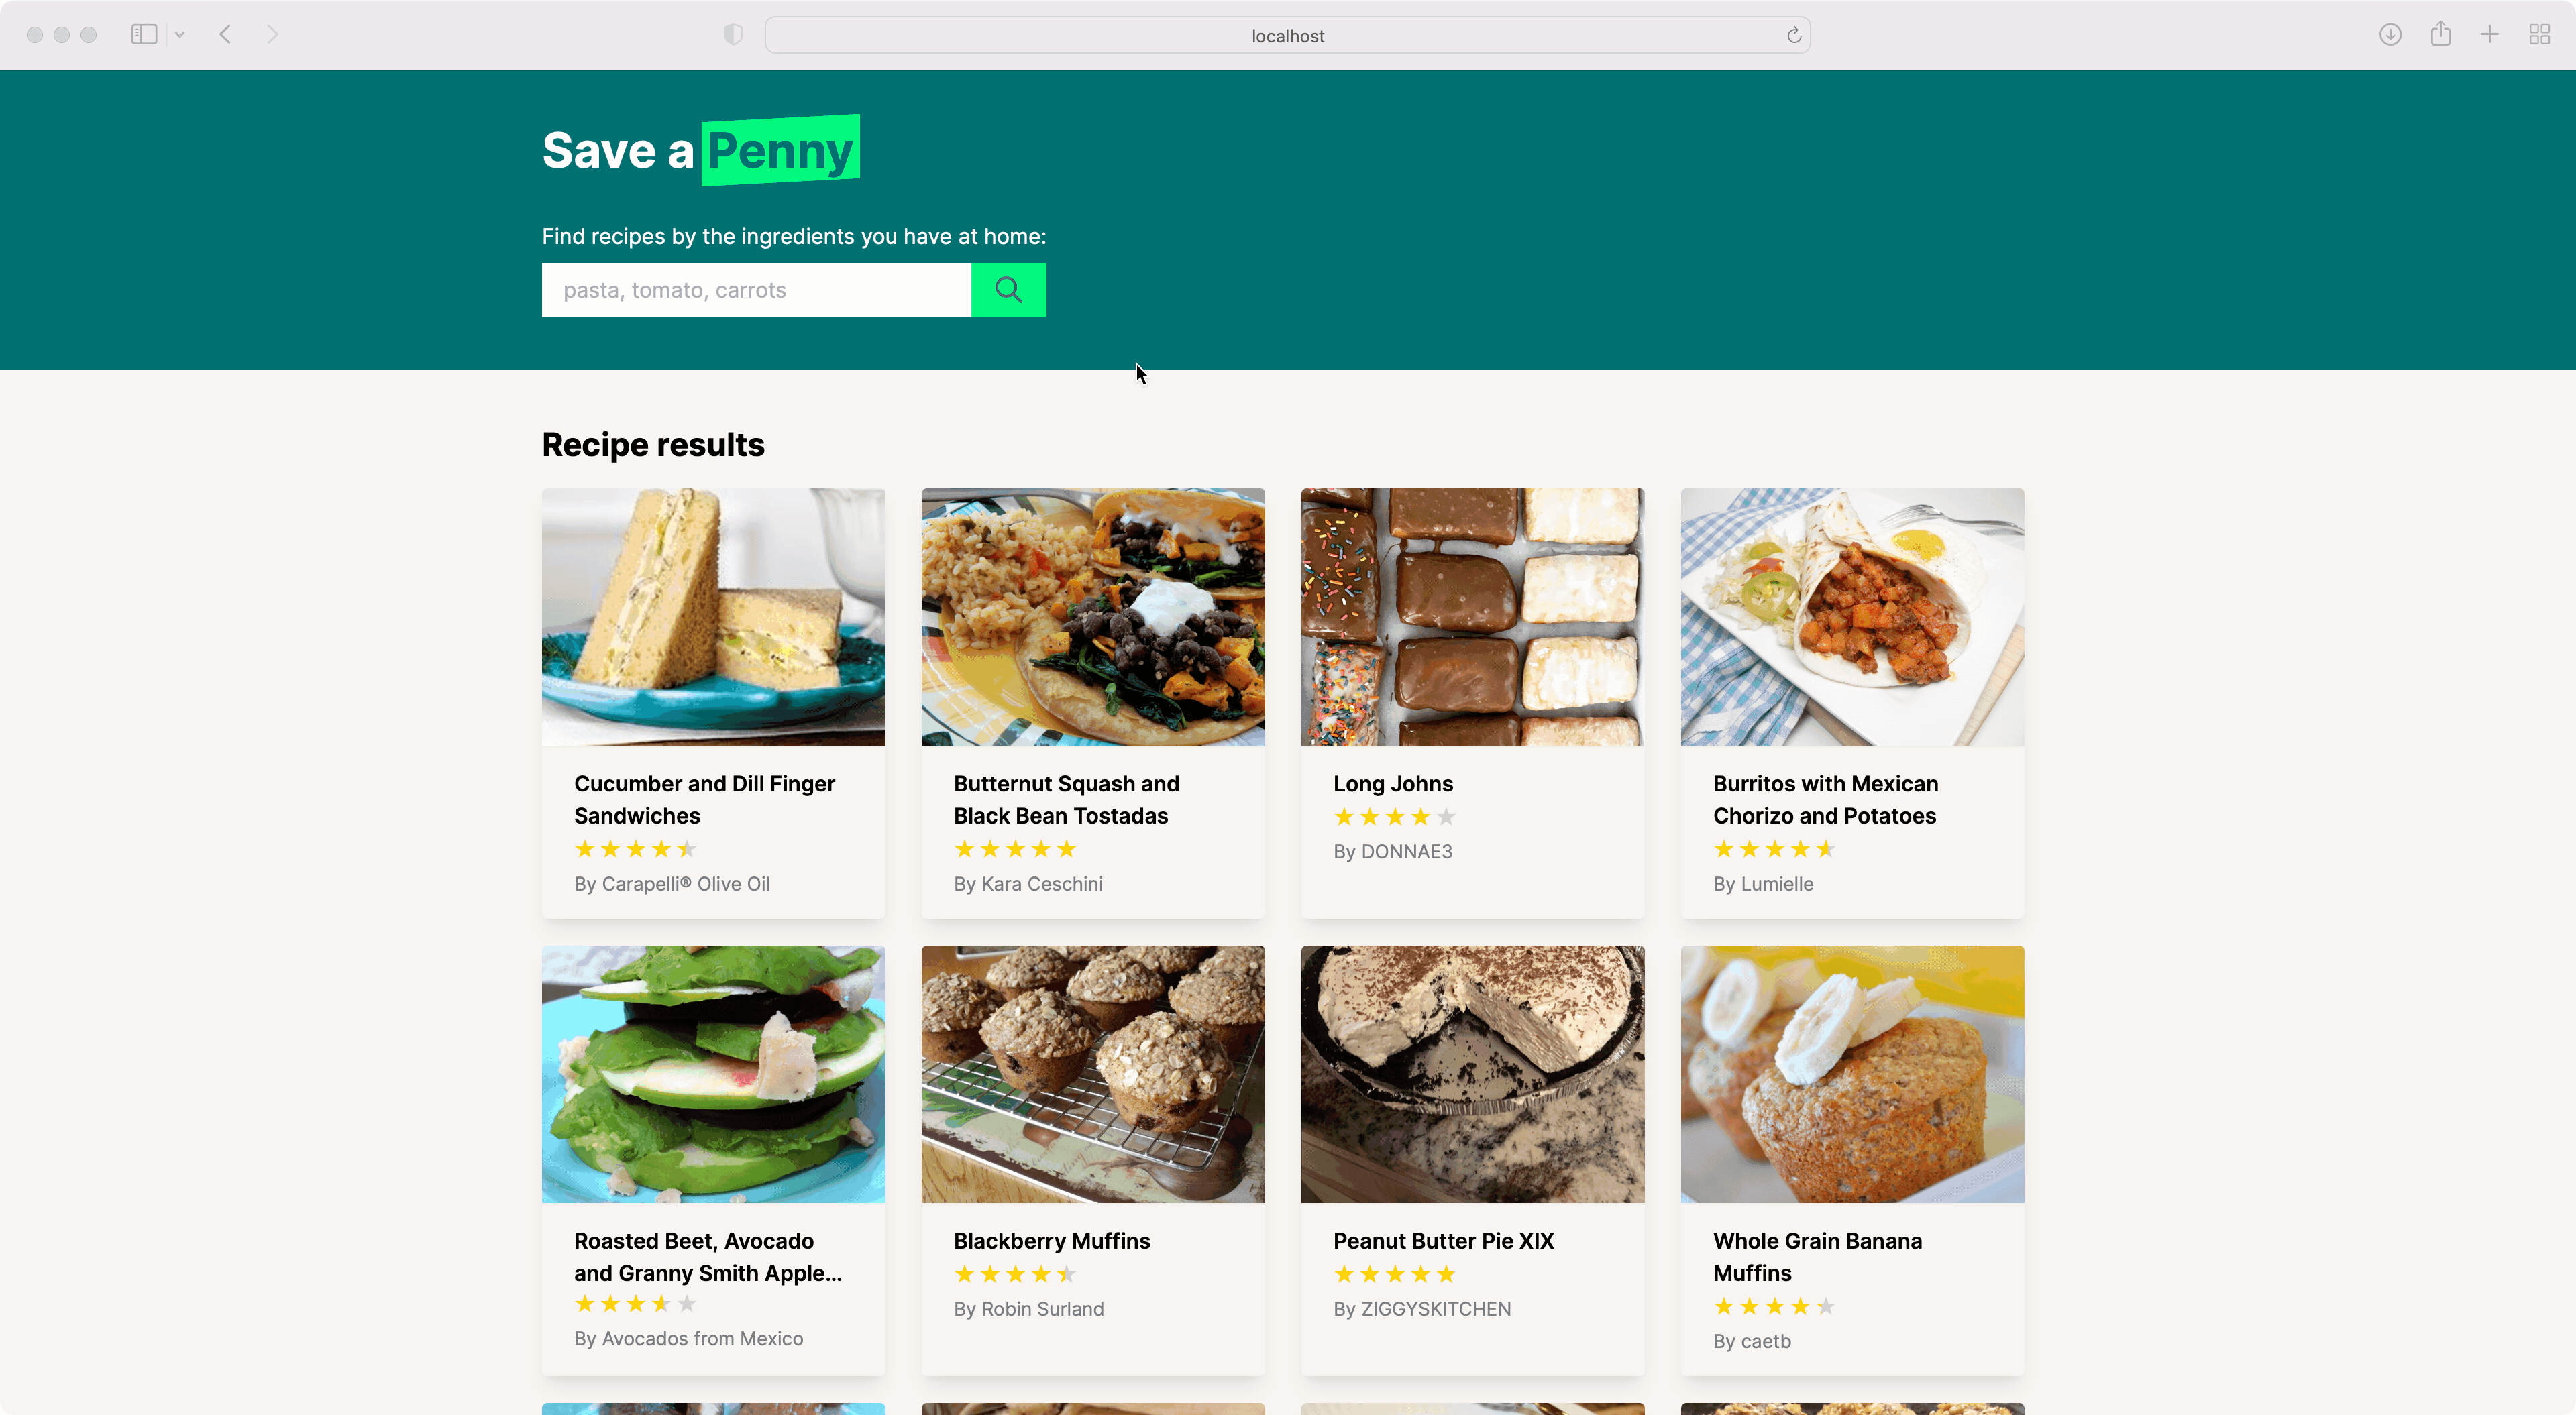 localhost
Save a Penny
Find recipes by the ingredients you have at home:
pasta, tomato, carrots
Recipe results
Cucumber and Dill Finger
Sandwiches
By Carapelli® Olive Oil
Butternut Squash and
Black Bean Tostadas
By Kara Ceschini
Long Johns
By DONNAE3
Burritos with Mexican
Chorizo and Potatoes
By Lumielle
Roasted Beet, Avocado
and Granny Smith Apple...
By Avocados from Mexico
Blackberry Muffins
By Robin Surland
Peanut Butter Pie XIX
By ZIGGYSKITCHEN
Whole Grain Banana
Muffins
By caetb